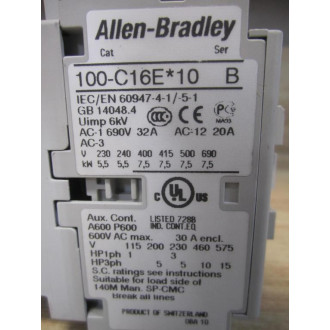 Allen-Bradley
Cat Ser
100-C16E*10 B
IEC/EN 60947-4-1/-5-1
GB 14048.4
Uimp 6kV
AC-1 690V 32A AC-12 20A
AC-3
V 230 240 400 415 500 690
kW 5,5 5,5 7,5 7,5 7,5 7,5
Aux. Cont. LISTED 7288
A600 P600 IND. CONT. EQ.
600V AC max. 30 A encl.
V 115 200 230 460 575
HP1ph 1 3
HP3ph 5 5 10 15
S.C. ratings see instructions
Suitable for load side of
140M Man. SP-CMC
Break all lines
PRODUCT OF SWITZERLAND